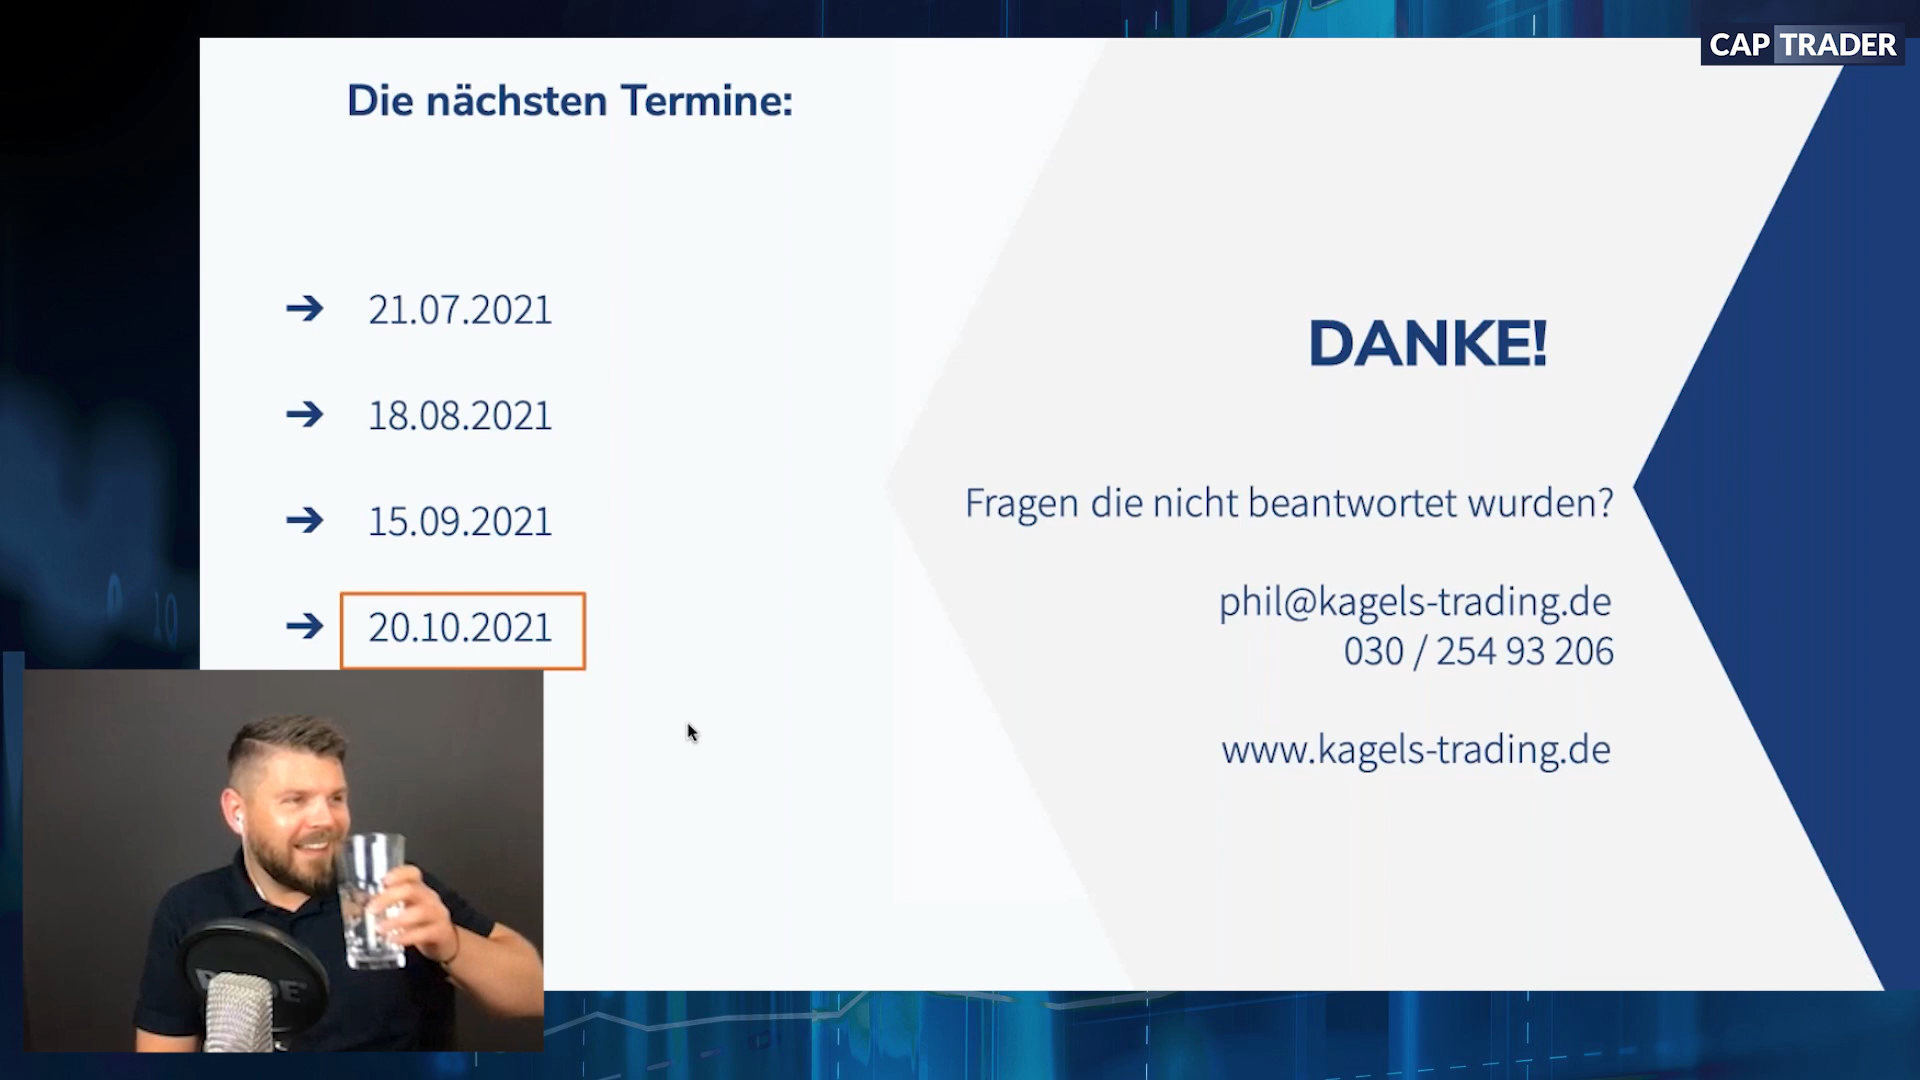 CAP TRADER
Die nächsten Termine:
➔ 21.07.2021
➔ 18.08.2021
➔ 15.09.2021
➔ 20.10.2021
DANKE!
Fragen die nicht beantwortet wurden?
phil@kagels-trading.de
030 / 254 93 206
www.kagels-trading.de